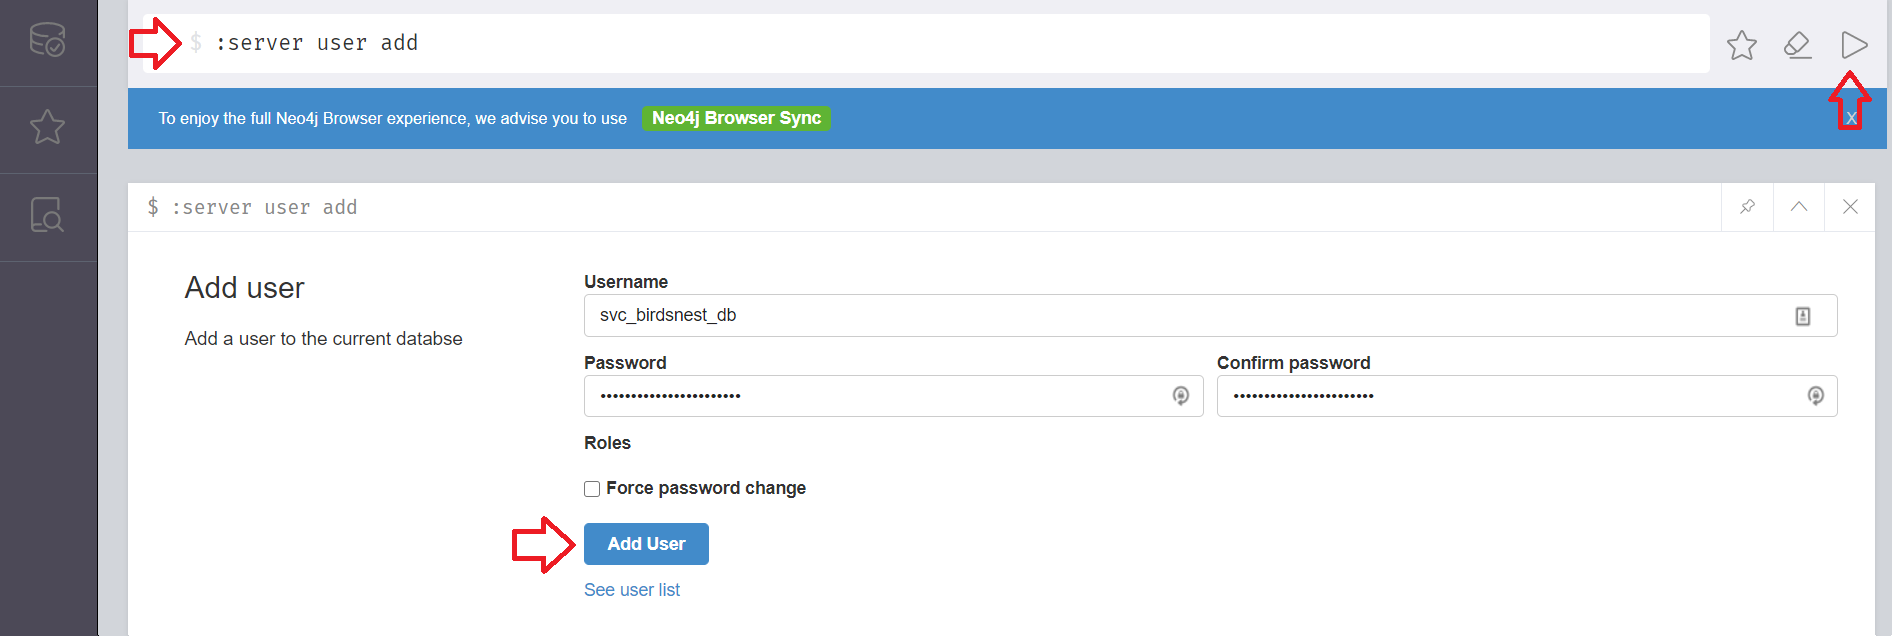 $ :server user add
To enjoy the full Neo4j Browser experience, we advise you to use Neo4j Browser Sync x
$ :server user add
Add user
Add a user to the current databse
Username
svc_birdsnest_db
Password Confirm password
••••••••••••••••••••••• •••••••••••••••••••••••
Roles
Force password change
Add User
See user list